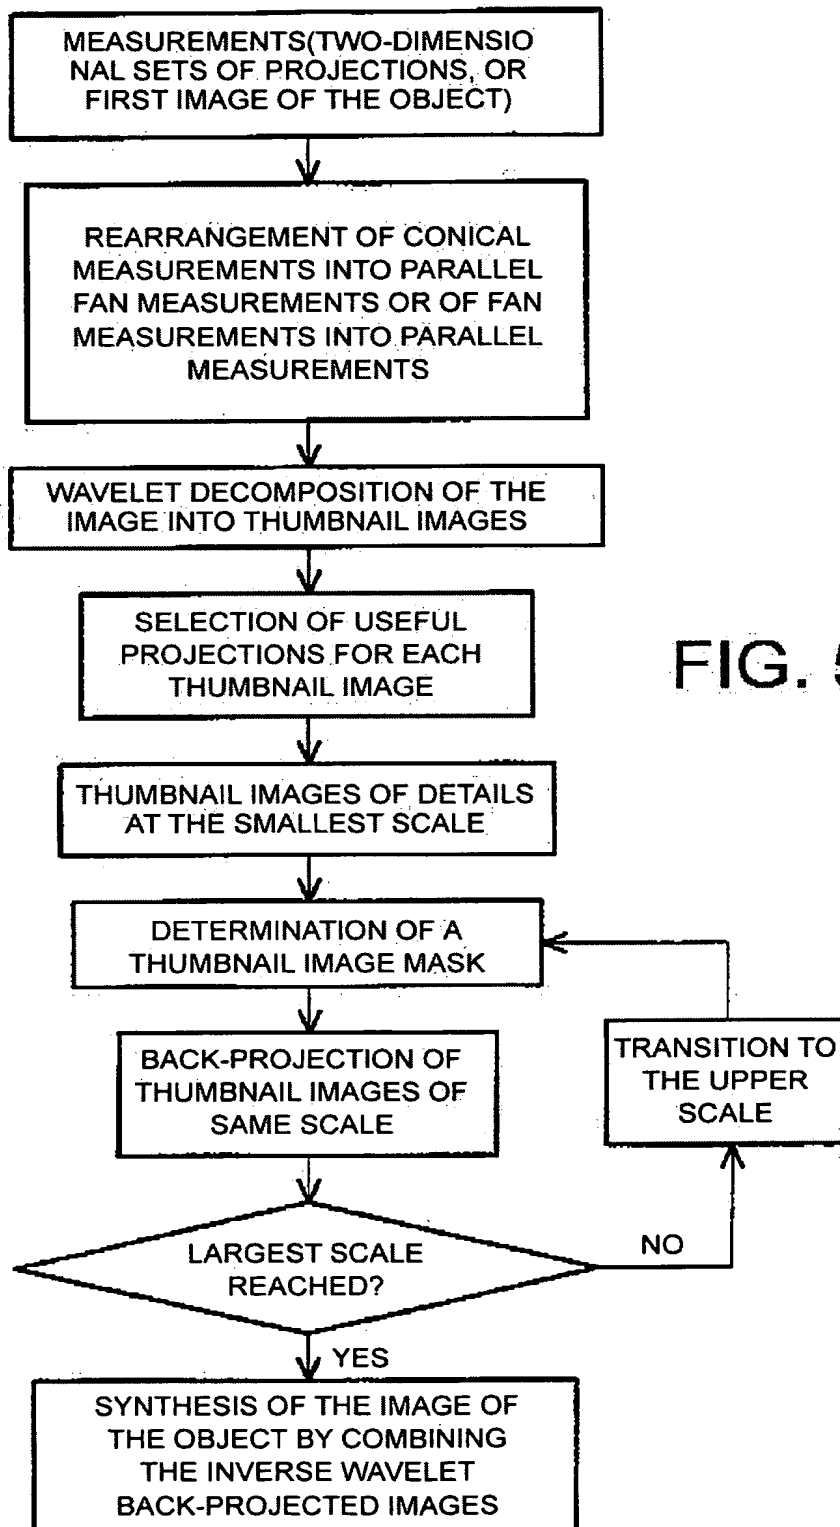 MEASUREMENTS(TWO-DIMENSIO
NAL SETS OF PROJECTIONS, OR
FIRST IMAGE OF THE OBJECT)
REARRANGEMENT OF CONICAL
MEASUREMENTS INTO PARALLEL
FAN MEASUREMENTS OR OF FAN
MEASUREMENTS INTO PARALLEL
MEASUREMENTS
WAVELET DECOMPOSITION OF THE
IMAGE INTO THUMBNAIL IMAGES
SELECTION OF USEFUL
PROJECTIONS FOR EACH
THUMBNAIL IMAGE
FIG. 5
THUMBNAIL IMAGES OF DETAILS
AT THE SMALLEST SCALE
DETERMINATION OF A
THUMBNAIL IMAGE MASK
BACK-PROJECTION OF
THUMBNAIL IMAGES OF
SAME SCALE
TRANSITION TO
THE UPPER
SCALE
LARGEST SCALE
REACHED?
NO
YES
SYNTHESIS OF THE IMAGE OF
THE OBJECT BY COMBINING
THE INVERSE WAVELET
BACK-PROJECTED IMAGES